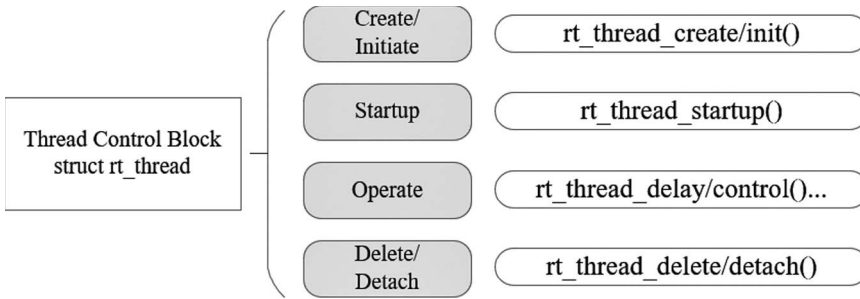 Thread Control Block
struct rt_thread
Create/
Initiate
rt_thread_create/init()
Startup
rt_thread_startup()
Operate
rt_thread_delay/control()...
Delete/
Detach
rt_thread_delete/detach()